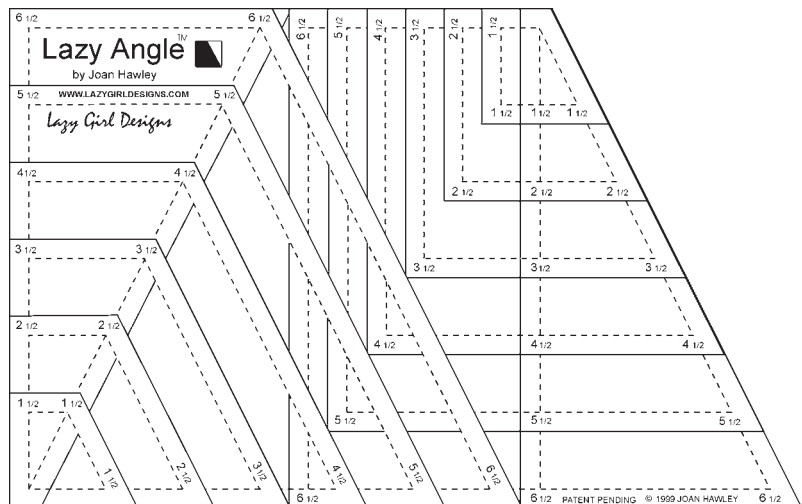 6 1/2 6 1/2 6 1/2 5 1/2 4 1/2 3 1/2 2 1/2 1 1/2
Lazy Angle™
by Joan Hawley
5 1/2 WWW.LAZYGIRLDESIGNS.COM 5 1/2
Lazy Girl Designs
1 1/2 1 1/2 1 1/2
4 1/2 4 1/2
2 1/2 2 1/2 2 1/2
3 1/2 3 1/2
3 1/2 3 1/2 3 1/2
2 1/2 2 1/2
4 1/2 4 1/2 4 1/2
1 1/2 1 1/2
5 1/2 5 1/2 5 1/2
1 1/2 2 1/2 3 1/2 4 1/2 5 1/2 6 1/2
6 1/2 6 1/2 PATENT PENDING © 1999 JOAN HAWLEY 6 1/2